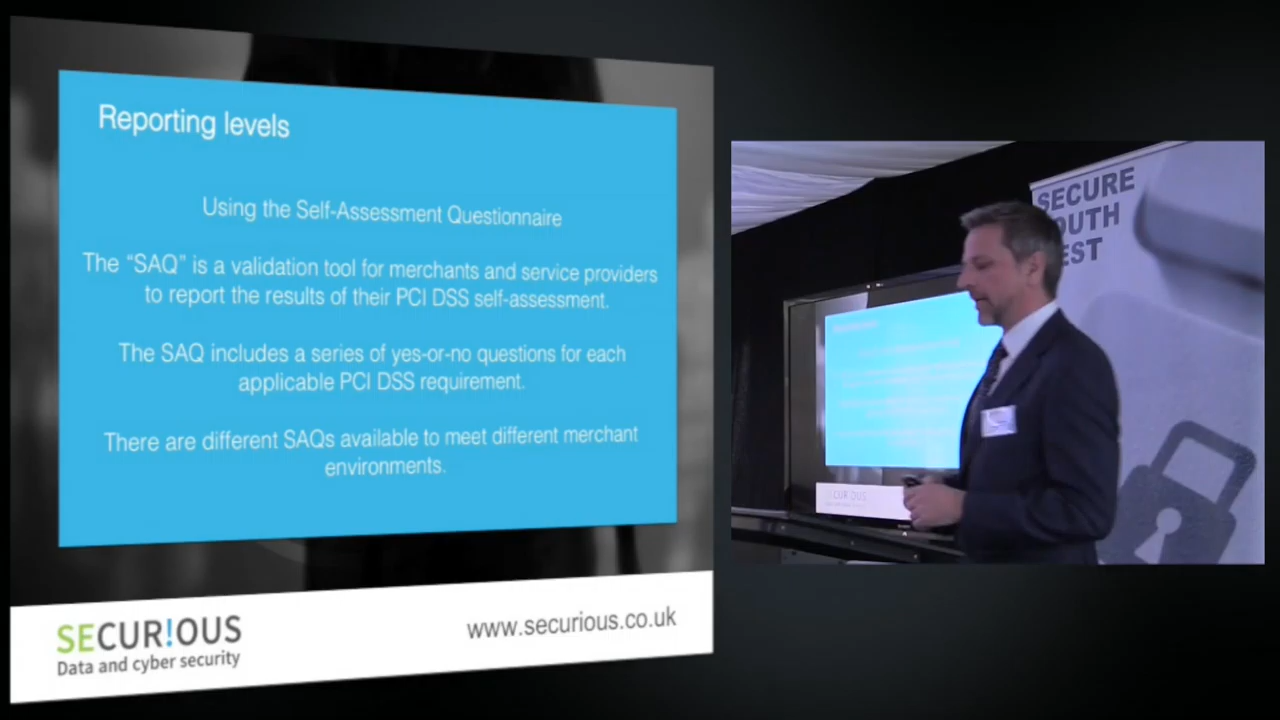 Reporting levels
Using the Self-Assessment Questionnaire
The “SAQ” is a validation tool for merchants and service providers
to report the results of their PCI DSS self-assessment.
The SAQ includes a series of yes-or-no questions for each
applicable PCI DSS requirement.
There are different SAQs available to meet different merchant
environments.
SECUR!OUS
Data and cyber security
www.securious.co.uk
SECURE
OUTH
EST